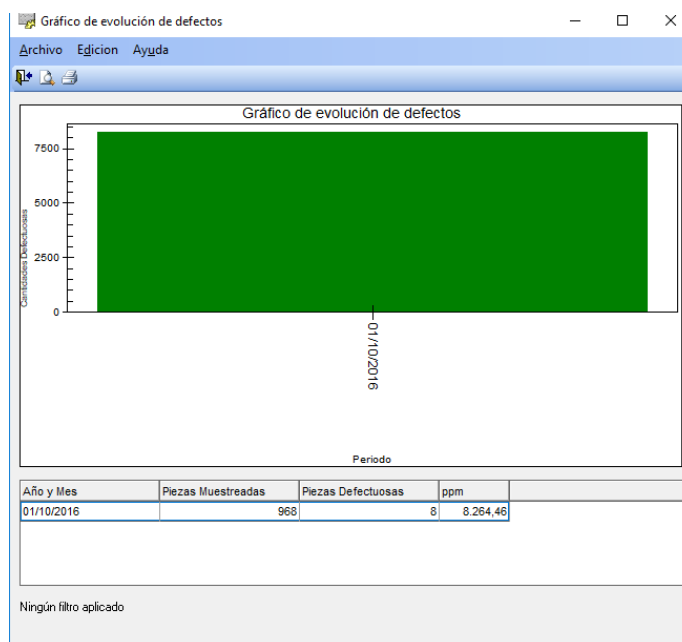 Gráfico de evolución de defectos
Archivo Edicion Ayuda
Gráfico de evolución de defectos
7500
5000
2500
0
Cantidades Defectuosas
01/10/2016
Periodo
Año y Mes Piezas Muestreadas Piezas Defectuosas ppm
01/10/2016 968 8 8.264,46
Ningún filtro aplicado